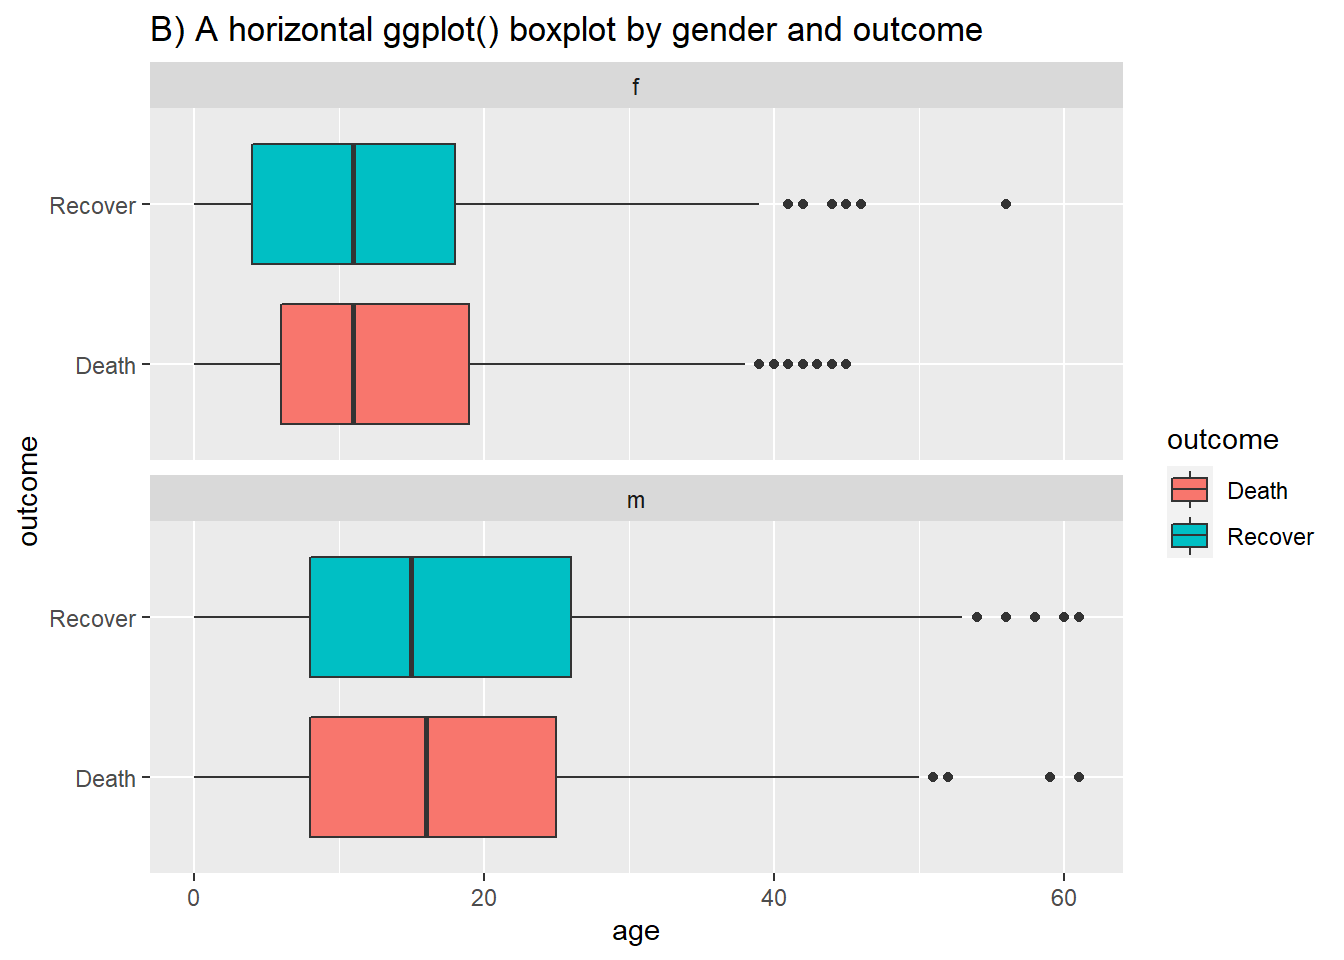 B) A horizontal ggplot() boxplot by gender and outcome
f
Recover
Death
outcome
m
Recover
Death
0 20 40 60
age
outcome
Death
Recover